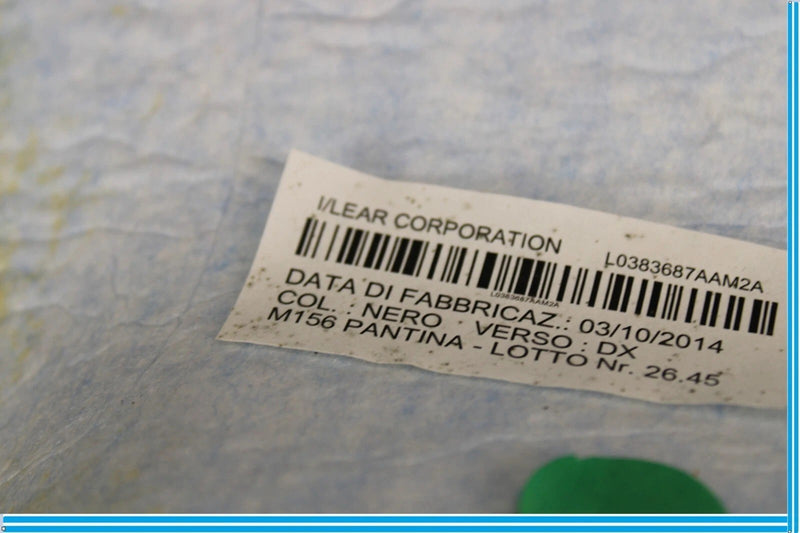 I/LEAR CORPORATION L0383687AAM2A
L0383687AAM2A
DATA DI FABBRICAZ.: 03/10/2014
COL. : NERO VERSO : DX
M156 PANTINA - LOTTO Nr. 26.45